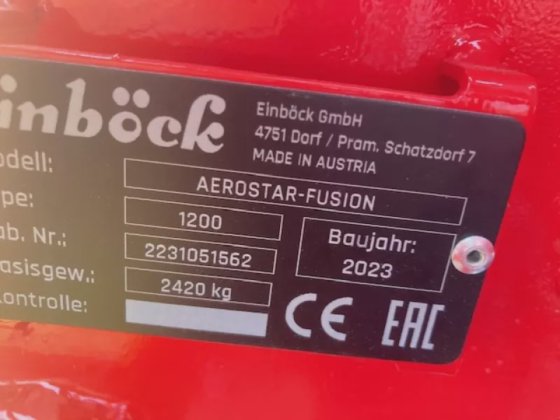 inböck
Einböck GmbH
4751 Dorf / Pram, Schatzdorf 7
MADE IN AUSTRIA
odell: AEROSTAR-FUSION
pe: 1200
ab. Nr.: 2231051562
asisgew.: 2420 kg
ontrolle:
Baujahr:
2023
CE EAC